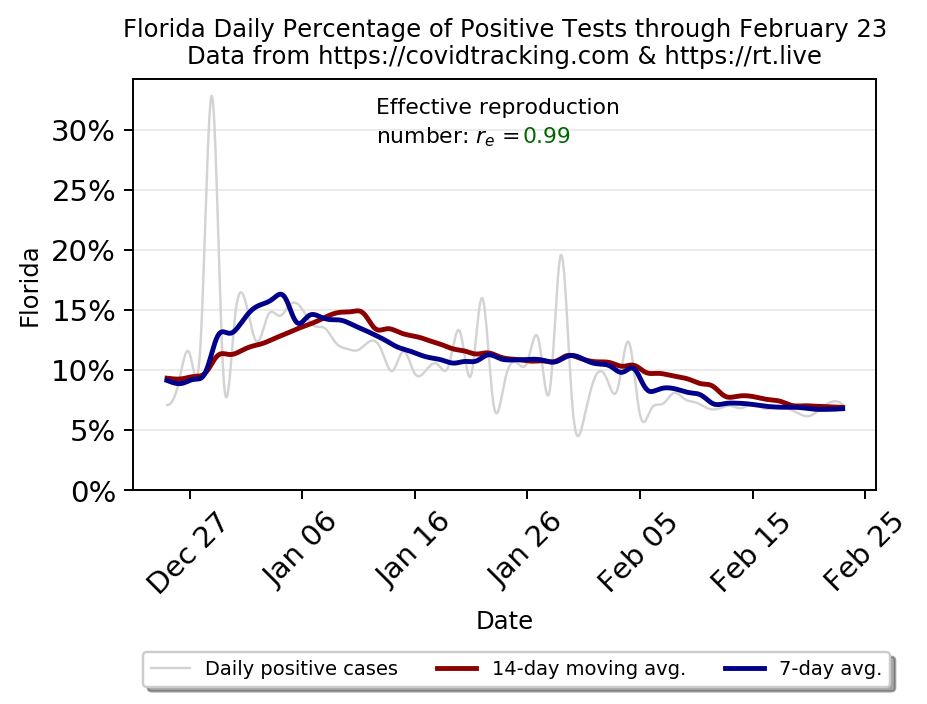 Florida Daily Percentage of Positive Tests through February 23
Data from https://covidtracking.com & https://rt.live
Effective reproduction
number: rₑ = 0.99
30%
25%
20%
15%
10%
5%
0%
Florida
Dec 27
Jan 06
Jan 16
Jan 26
Feb 05
Feb 15
Feb 25
Date
Daily positive cases
14-day moving avg.
7-day avg.